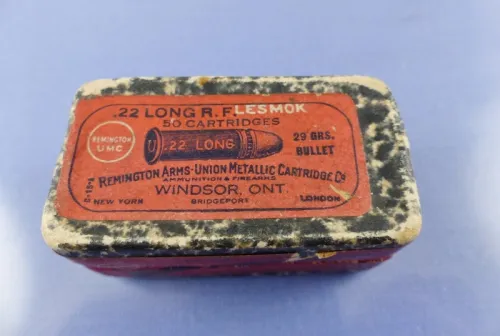 .22 LONG R. F. LESMOK
50 CARTRIDGES
REMINGTON
UMC
U .22 LONG
29 GRS.
BULLET
REMINGTON ARMS-UNION METALLIC CARTRIDGE Co
AMMUNITION & FIREARMS
WINDSOR, ONT.
NEW YORK BRIDGEPORT LONDON